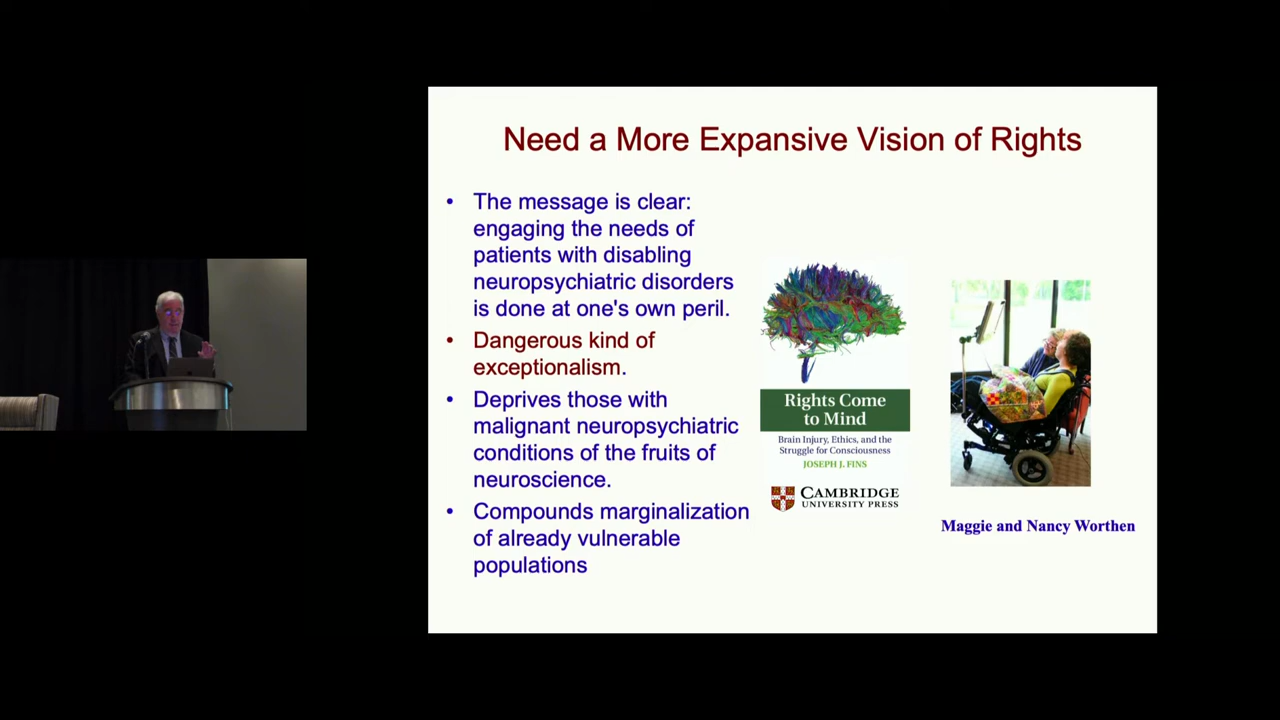 Need a More Expansive Vision of Rights
• The message is clear:
engaging the needs of
patients with disabling
neuropsychiatric disorders
is done at one's own peril.
• Dangerous kind of
exceptionalism.
• Deprives those with
malignant neuropsychiatric
conditions of the fruits of
neuroscience.
• Compounds marginalization
of already vulnerable
populations
Rights Come
to Mind
Brain Injury, Ethics, and the
Struggle for Consciousness
JOSEPH J. FINS
CAMBRIDGE
UNIVERSITY PRESS
Maggie and Nancy Worthen